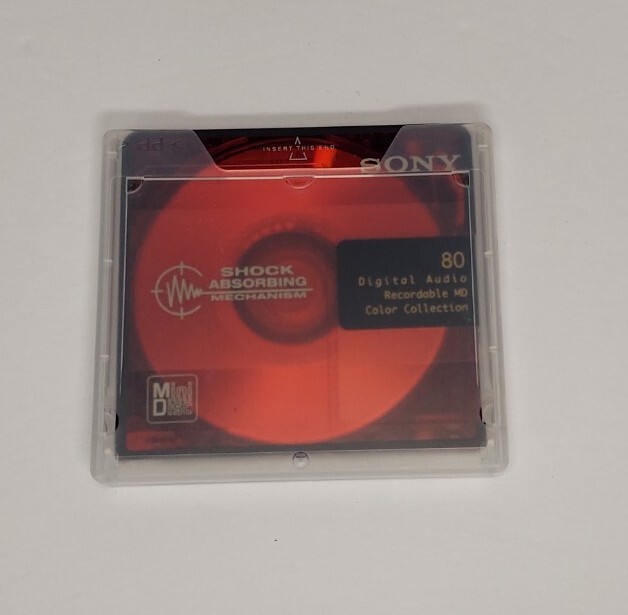 INSERT THIS END
SONY
80
Digital Audio
Recordable MD
Color Collection
SHOCK
ABSORBING
MECHANISM
Mini
Disc